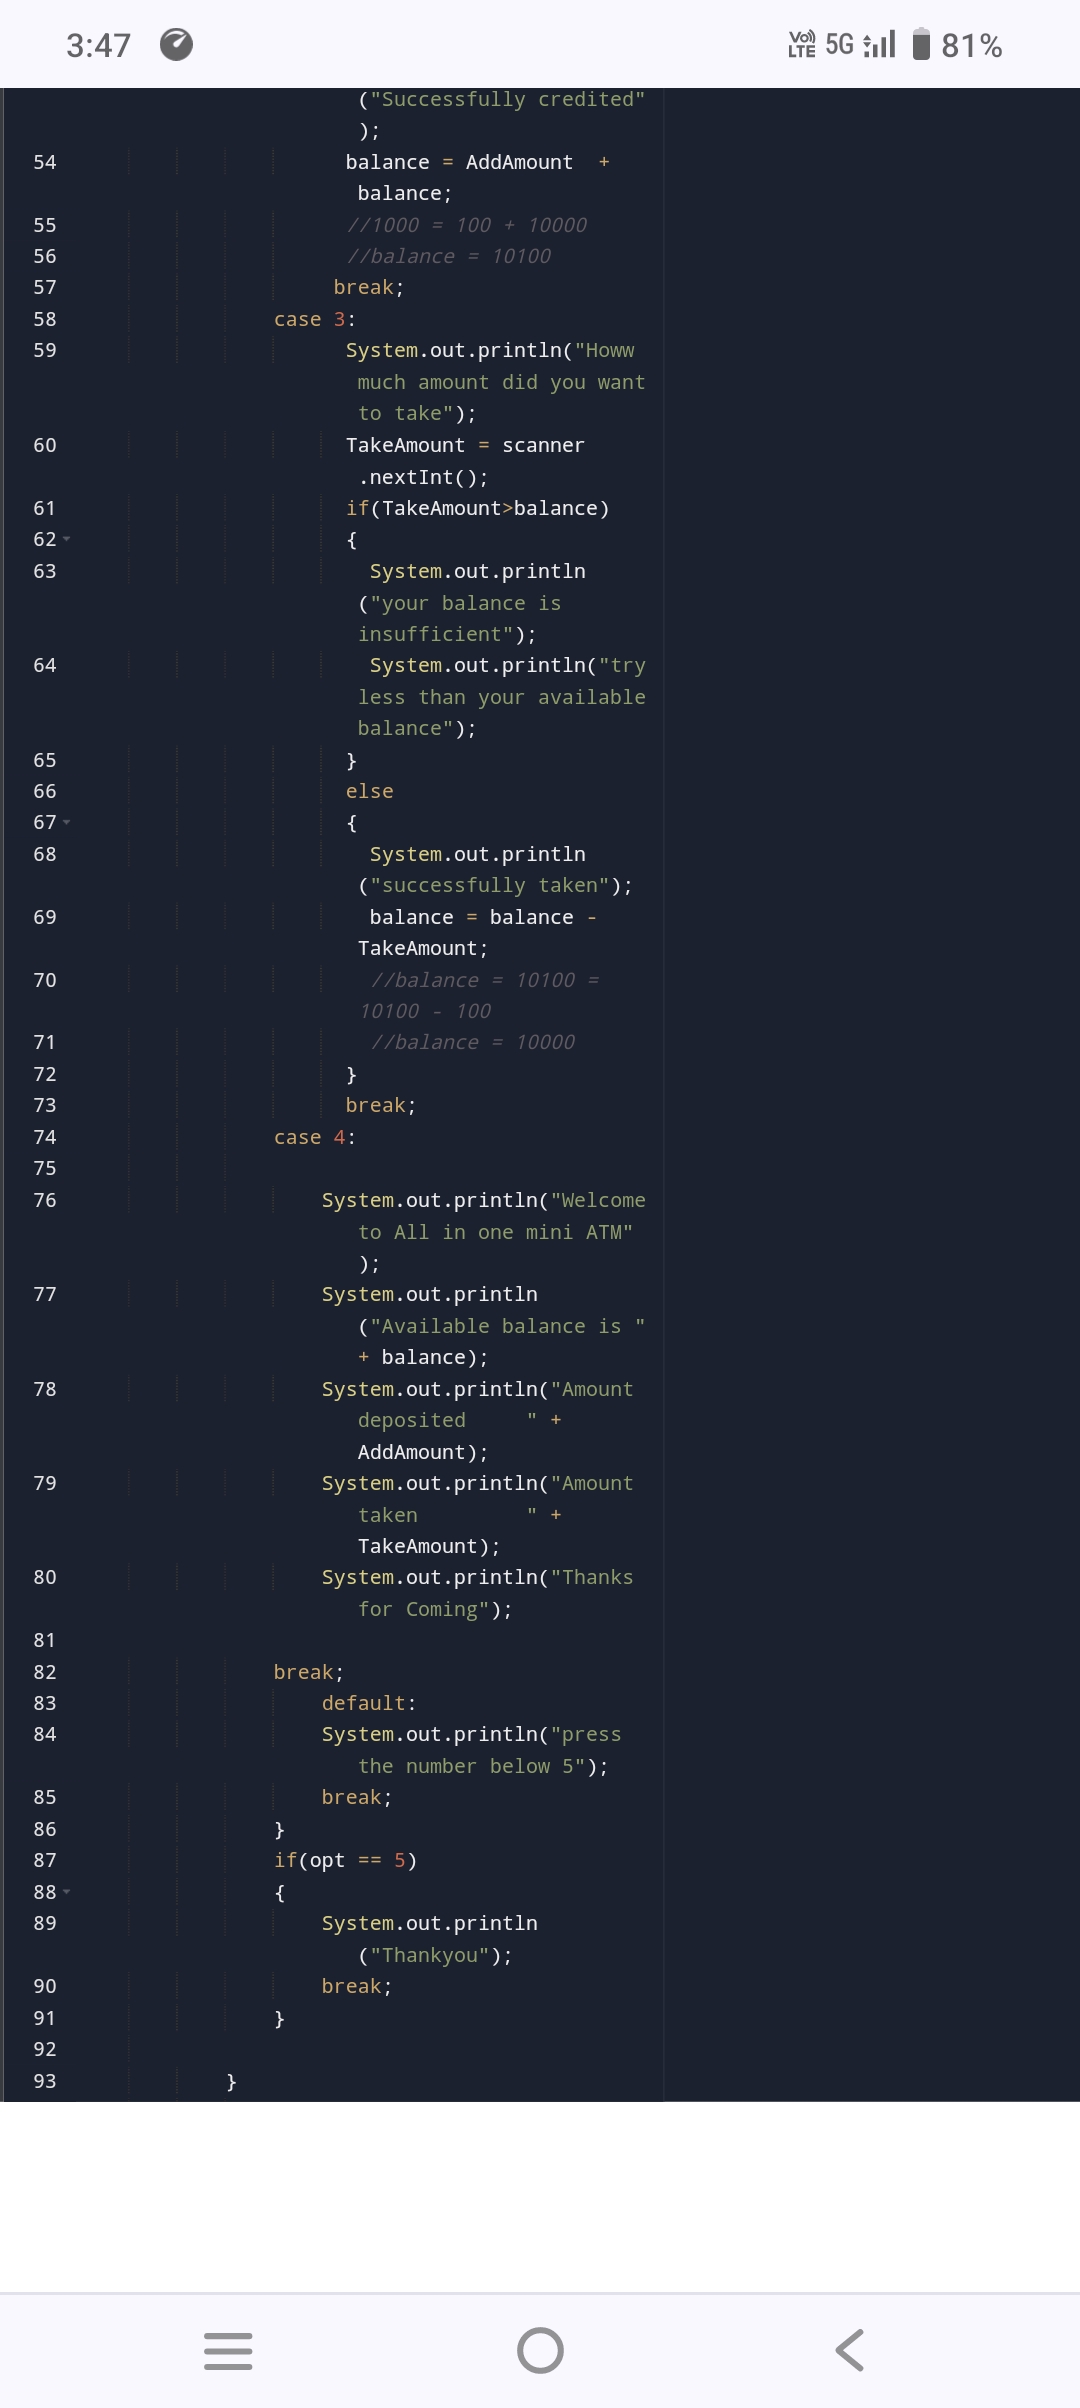 3:47 Vo)) LTE 5G 81%
("Successfully credited"
);
54 balance = AddAmount  +
balance;
55 //1000 = 100 + 10000
56 //balance = 10100
57 break;
58 case 3:
59 System.out.println("Howw
much amount did you want
to take");
60 TakeAmount = scanner
.nextInt();
61 if(TakeAmount>balance)
62 {
63 System.out.println
("your balance is
insufficient");
64 System.out.println("try
less than your available
balance");
65 }
66 else
67 {
68 System.out.println
("successfully taken");
69 balance = balance -
TakeAmount;
70 //balance = 10100 =
10100 - 100
71 //balance = 10000
72 }
73 break;
74 case 4:
75
76 System.out.println("Welcome
to All in one mini ATM"
);
77 System.out.println
("Available balance is "
+ balance);
78 System.out.println("Amount
deposited     " +
AddAmount);
79 System.out.println("Amount
taken         " +
TakeAmount);
80 System.out.println("Thanks
for Coming");
81
82 break;
83 default:
84 System.out.println("press
the number below 5");
85 break;
86 }
87 if(opt == 5)
88 {
89 System.out.println
("Thankyou");
90 break;
91 }
92
93 }